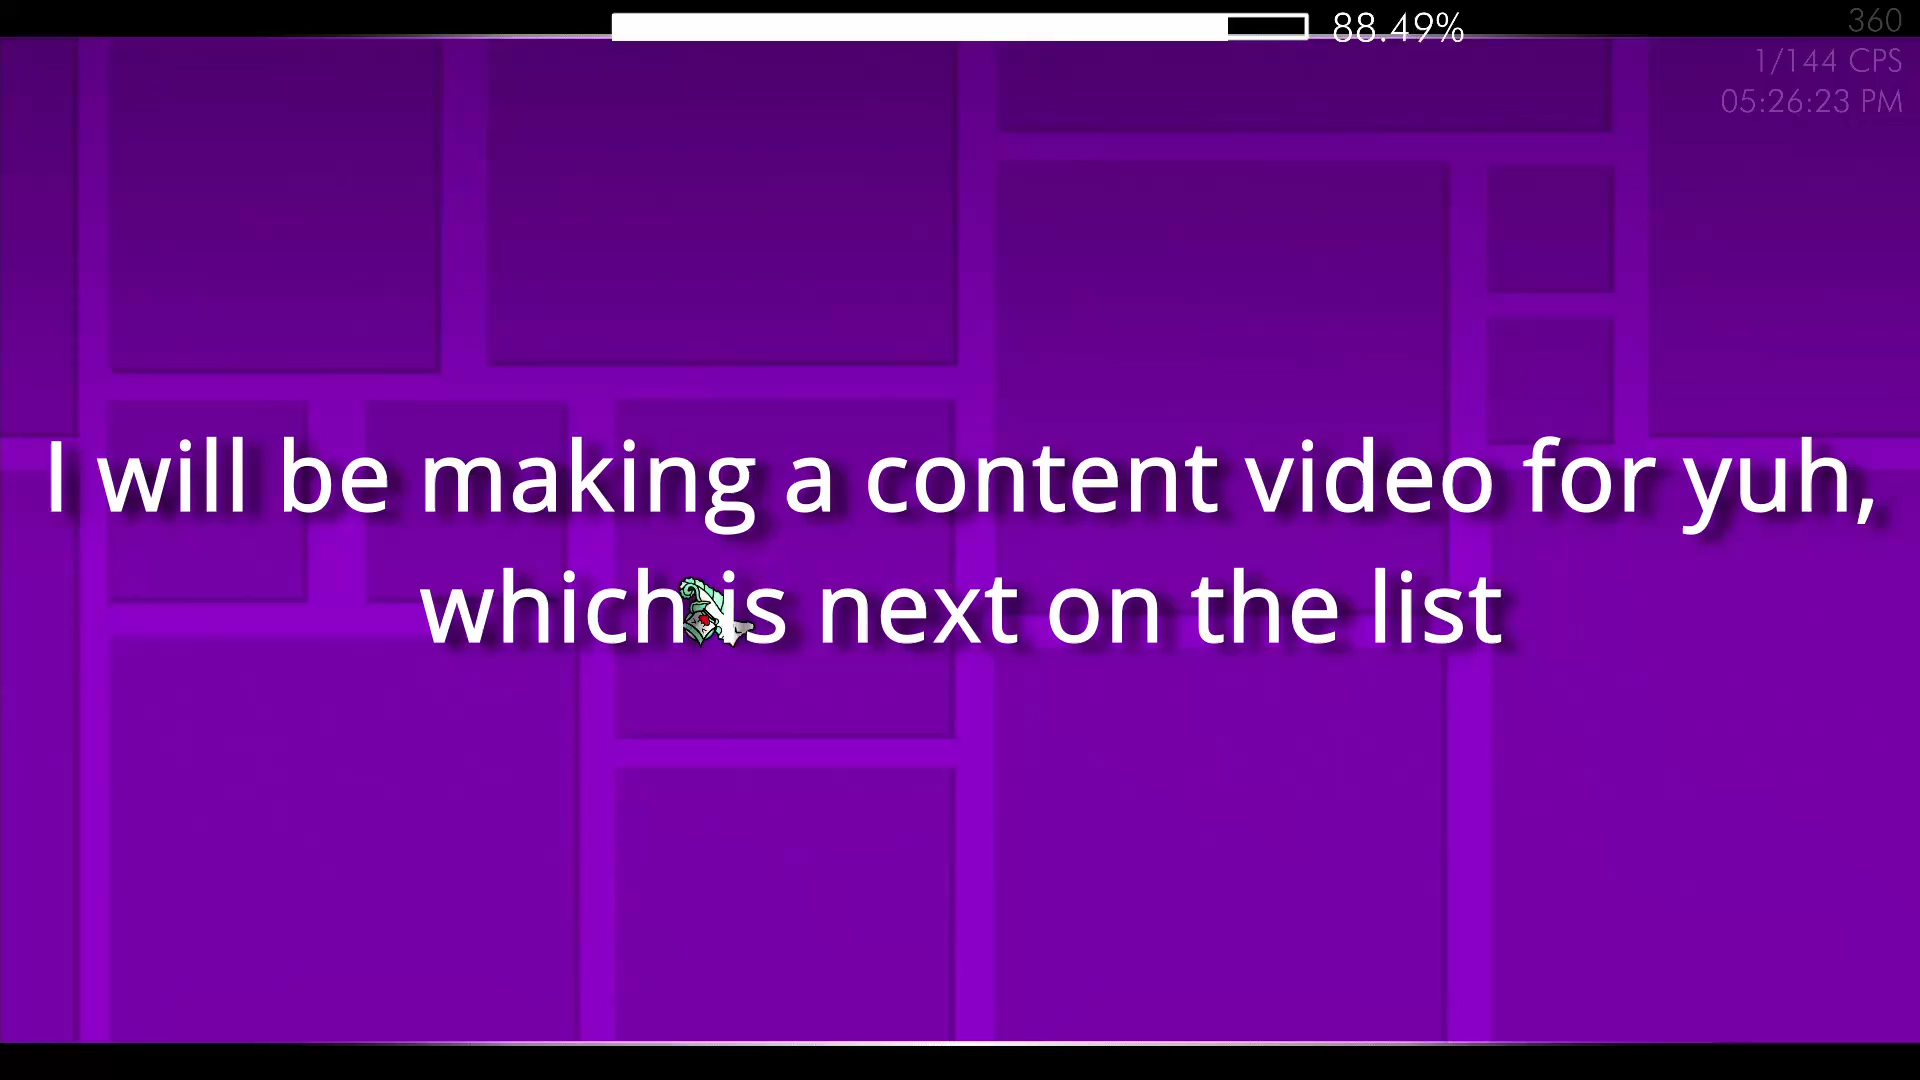 88.49%
360
1/144 CPS
05:26:23 PM
I will be making a content video for yuh,
which is next on the list